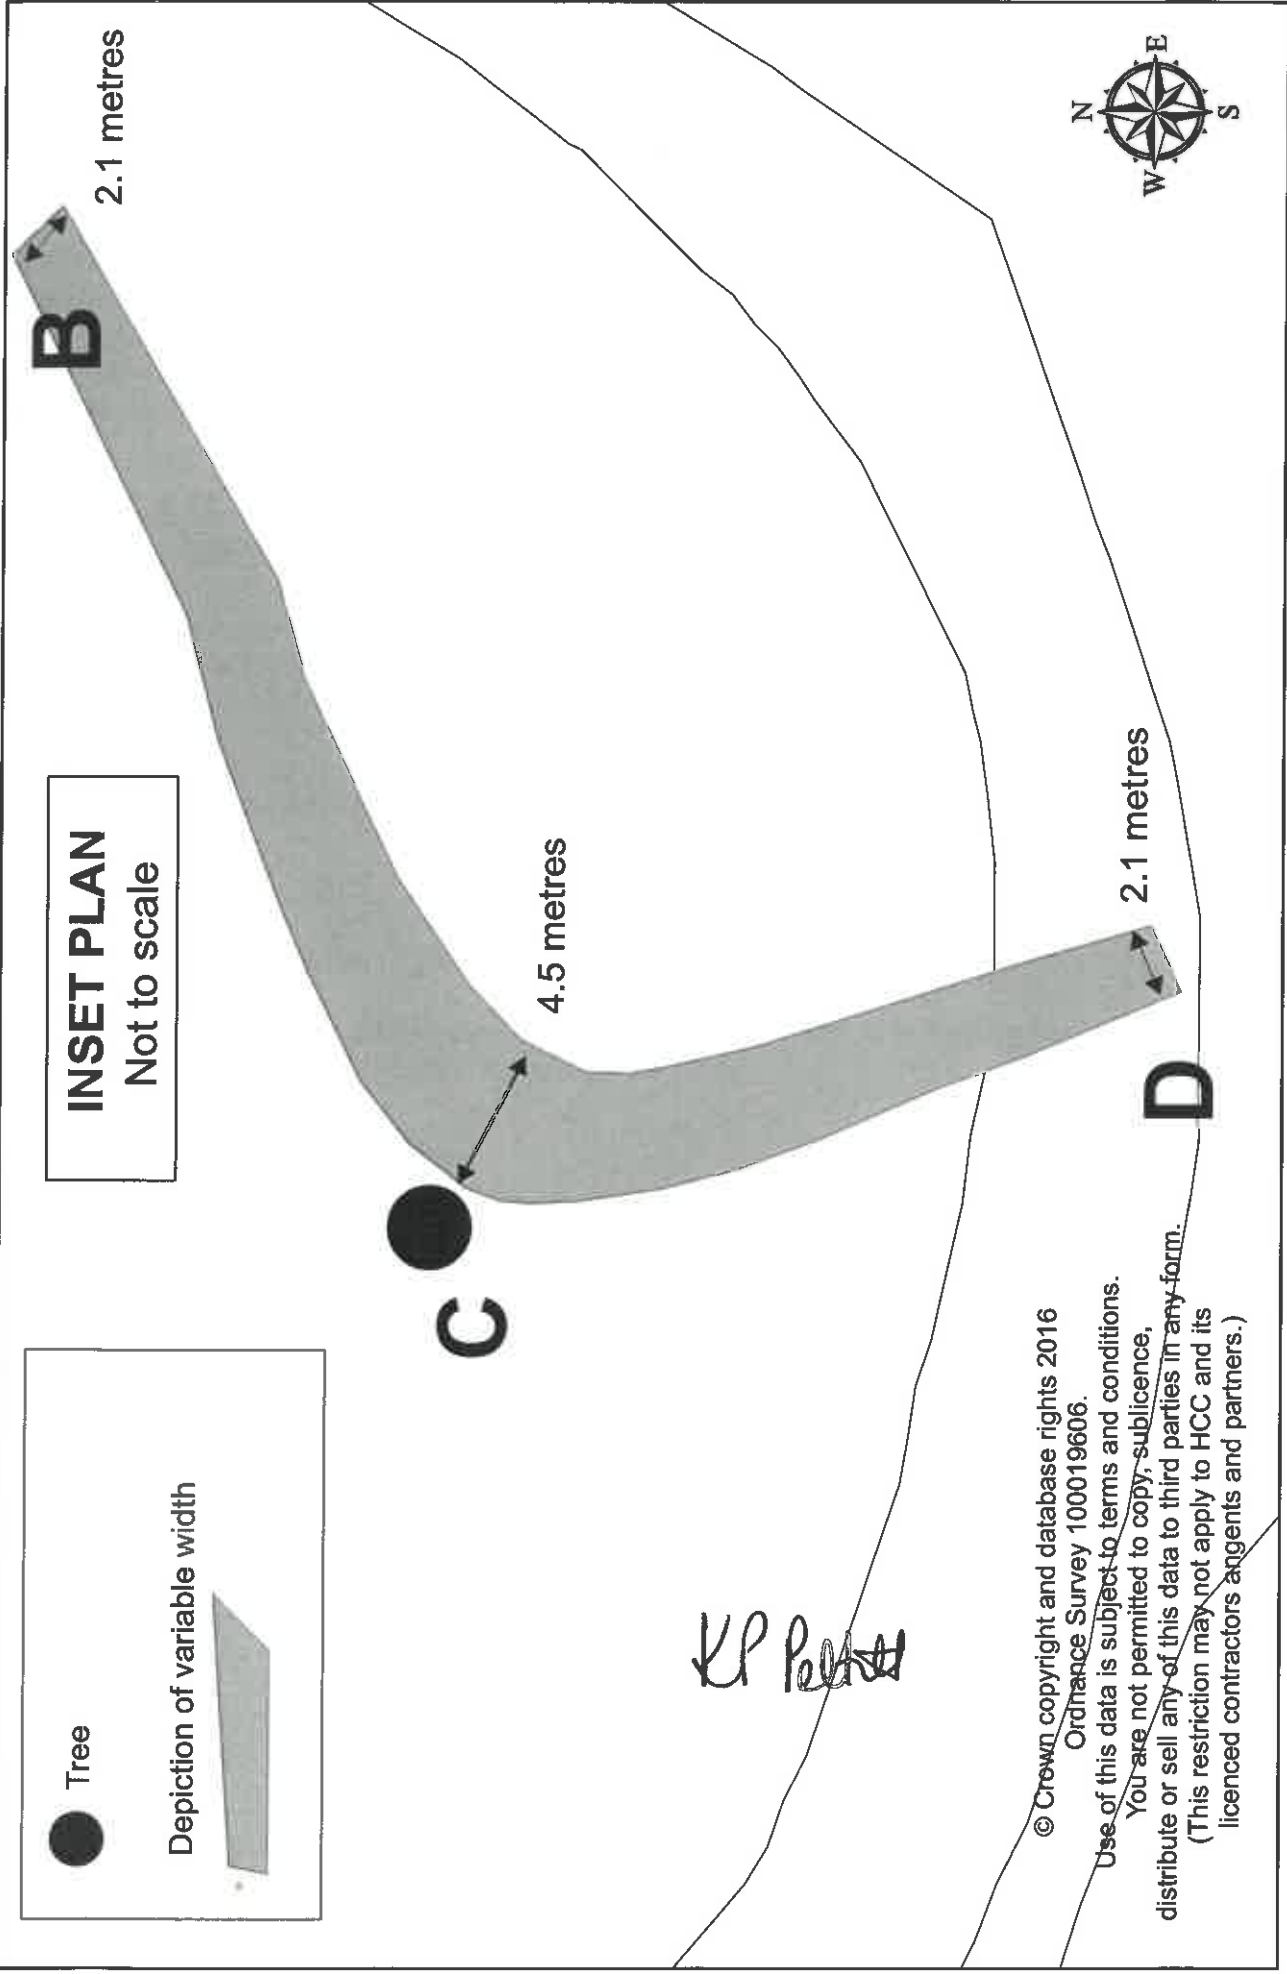 Tree
Depiction of variable width
INSET PLAN
Not to scale
B
2.1 metres
C
4.5 metres
D
2.1 metres
KP Pellitt
© Crown copyright and database rights 2016
Ordnance Survey 100019606.
Use of this data is subject to terms and conditions.
You are not permitted to copy, sublicence,
distribute or sell any of this data to third parties in any form.
(This restriction may not apply to HCC and its
licenced contractors angents and partners.)
N
W
E
S